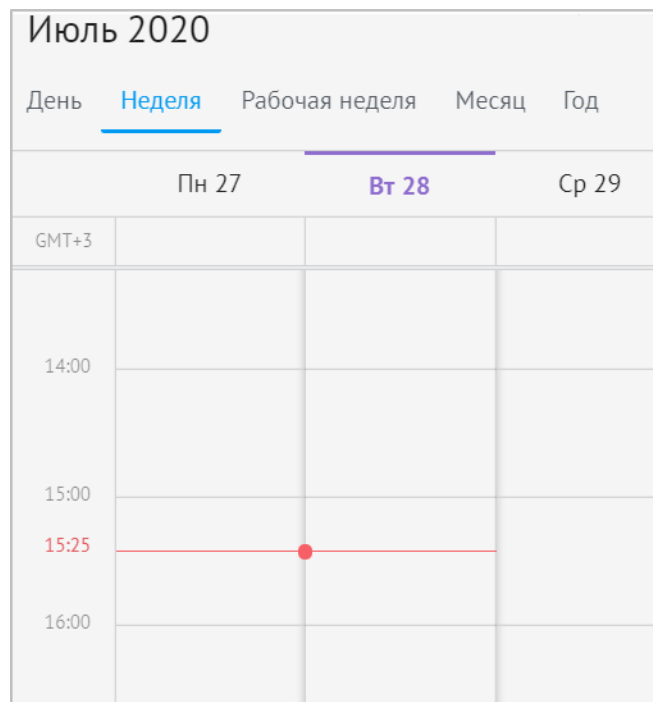 Июль 2020
День Неделя Рабочая неделя Месяц Год
Пн 27 Вт 28 Ср 29
GMT+3
14:00
15:00
15:25
16:00